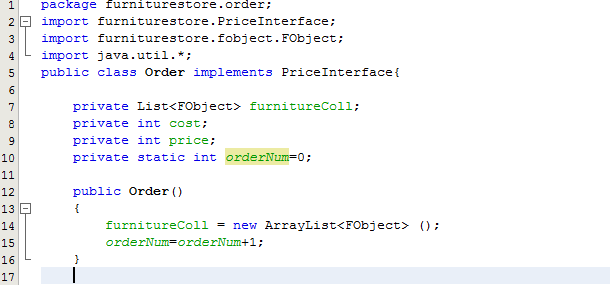 1 package furniturestore.order;
2 import furniturestore.PriceInterface;
3 import furniturestore.fobject.FObject;
4 import java.util.*;
5 public class Order implements PriceInterface{
6
7 private List<FObject> furnitureColl;
8 private int cost;
9 private int price;
10 private static int orderNum=0;
11
12 public Order()
13 {
14 furnitureColl = new ArrayList<FObject> ();
15 orderNum=orderNum+1;
16 }
17